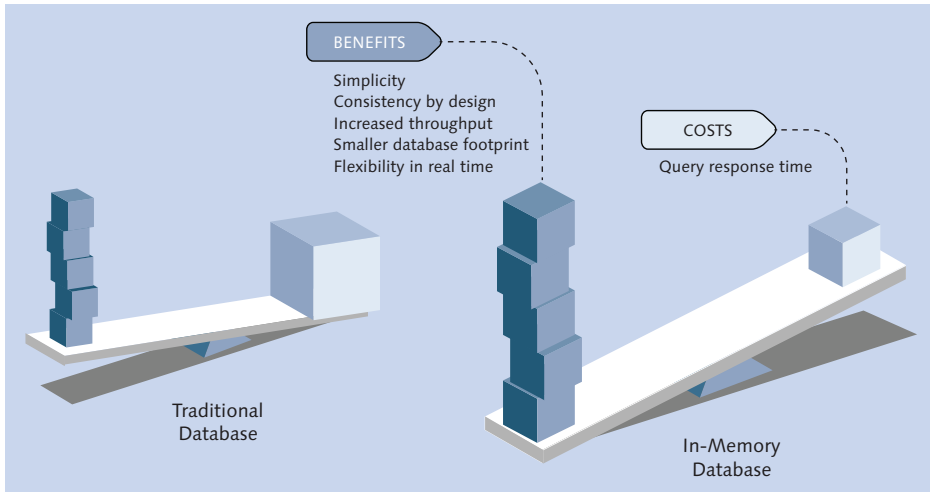 BENEFITS
Simplicity
Consistency by design
Increased throughput
Smaller database footprint
Flexibility in real time
COSTS
Query response time
Traditional
Database
In-Memory
Database